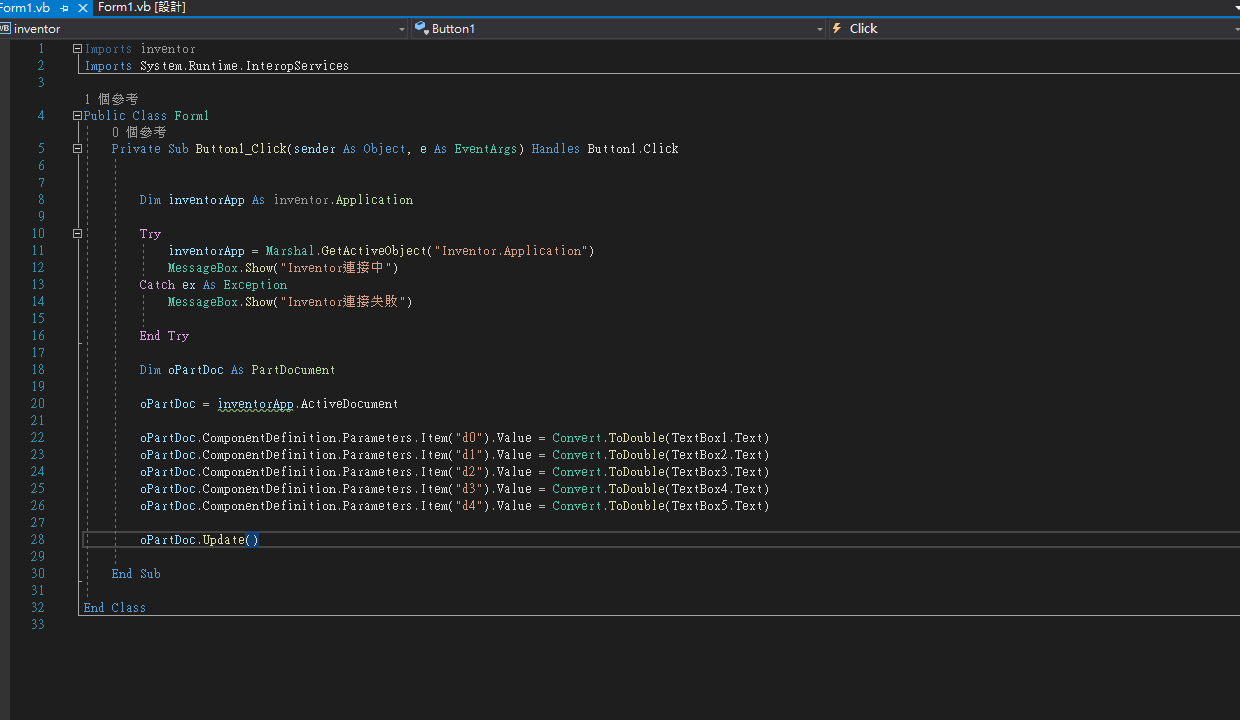 Form1.vb
Form1.vb [設計]
VB inventor
Button1
Click
1 Imports inventor
2 Imports System.Runtime.InteropServices
3
1 個參考
4 Public Class Form1
0 個參考
5 Private Sub Button1_Click(sender As Object, e As EventArgs) Handles Button1.Click
6
7
8 Dim inventorApp As inventor.Application
9
10 Try
11 inventorApp = Marshal.GetActiveObject("Inventor.Application")
12 MessageBox.Show("Inventor連接中")
13 Catch ex As Exception
14 MessageBox.Show("Inventor連接失敗")
15
16 End Try
17
18 Dim oPartDoc As PartDocument
19
20 oPartDoc = inventorApp.ActiveDocument
21
22 oPartDoc.ComponentDefinition.Parameters.Item("d0").Value = Convert.ToDouble(TextBox1.Text)
23 oPartDoc.ComponentDefinition.Parameters.Item("d1").Value = Convert.ToDouble(TextBox2.Text)
24 oPartDoc.ComponentDefinition.Parameters.Item("d2").Value = Convert.ToDouble(TextBox3.Text)
25 oPartDoc.ComponentDefinition.Parameters.Item("d3").Value = Convert.ToDouble(TextBox4.Text)
26 oPartDoc.ComponentDefinition.Parameters.Item("d4").Value = Convert.ToDouble(TextBox5.Text)
27
28 oPartDoc.Update()
29
30 End Sub
31
32 End Class
33